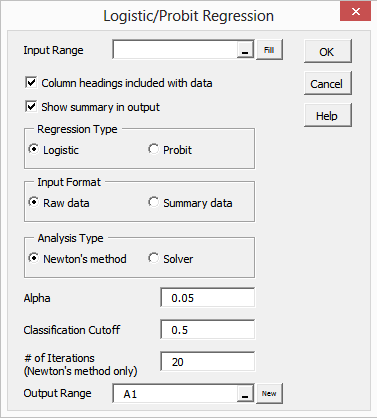 Logistic/Probit Regression
Input Range
Fill
OK
Column headings included with data
Cancel
Show summary in output
Help
Regression Type
Logistic
Probit
Input Format
Raw data
Summary data
Analysis Type
Newton's method
Solver
Alpha
0.05
Classification Cutoff
0.5
# of Iterations
(Newton's method only)
20
Output Range
A1
New